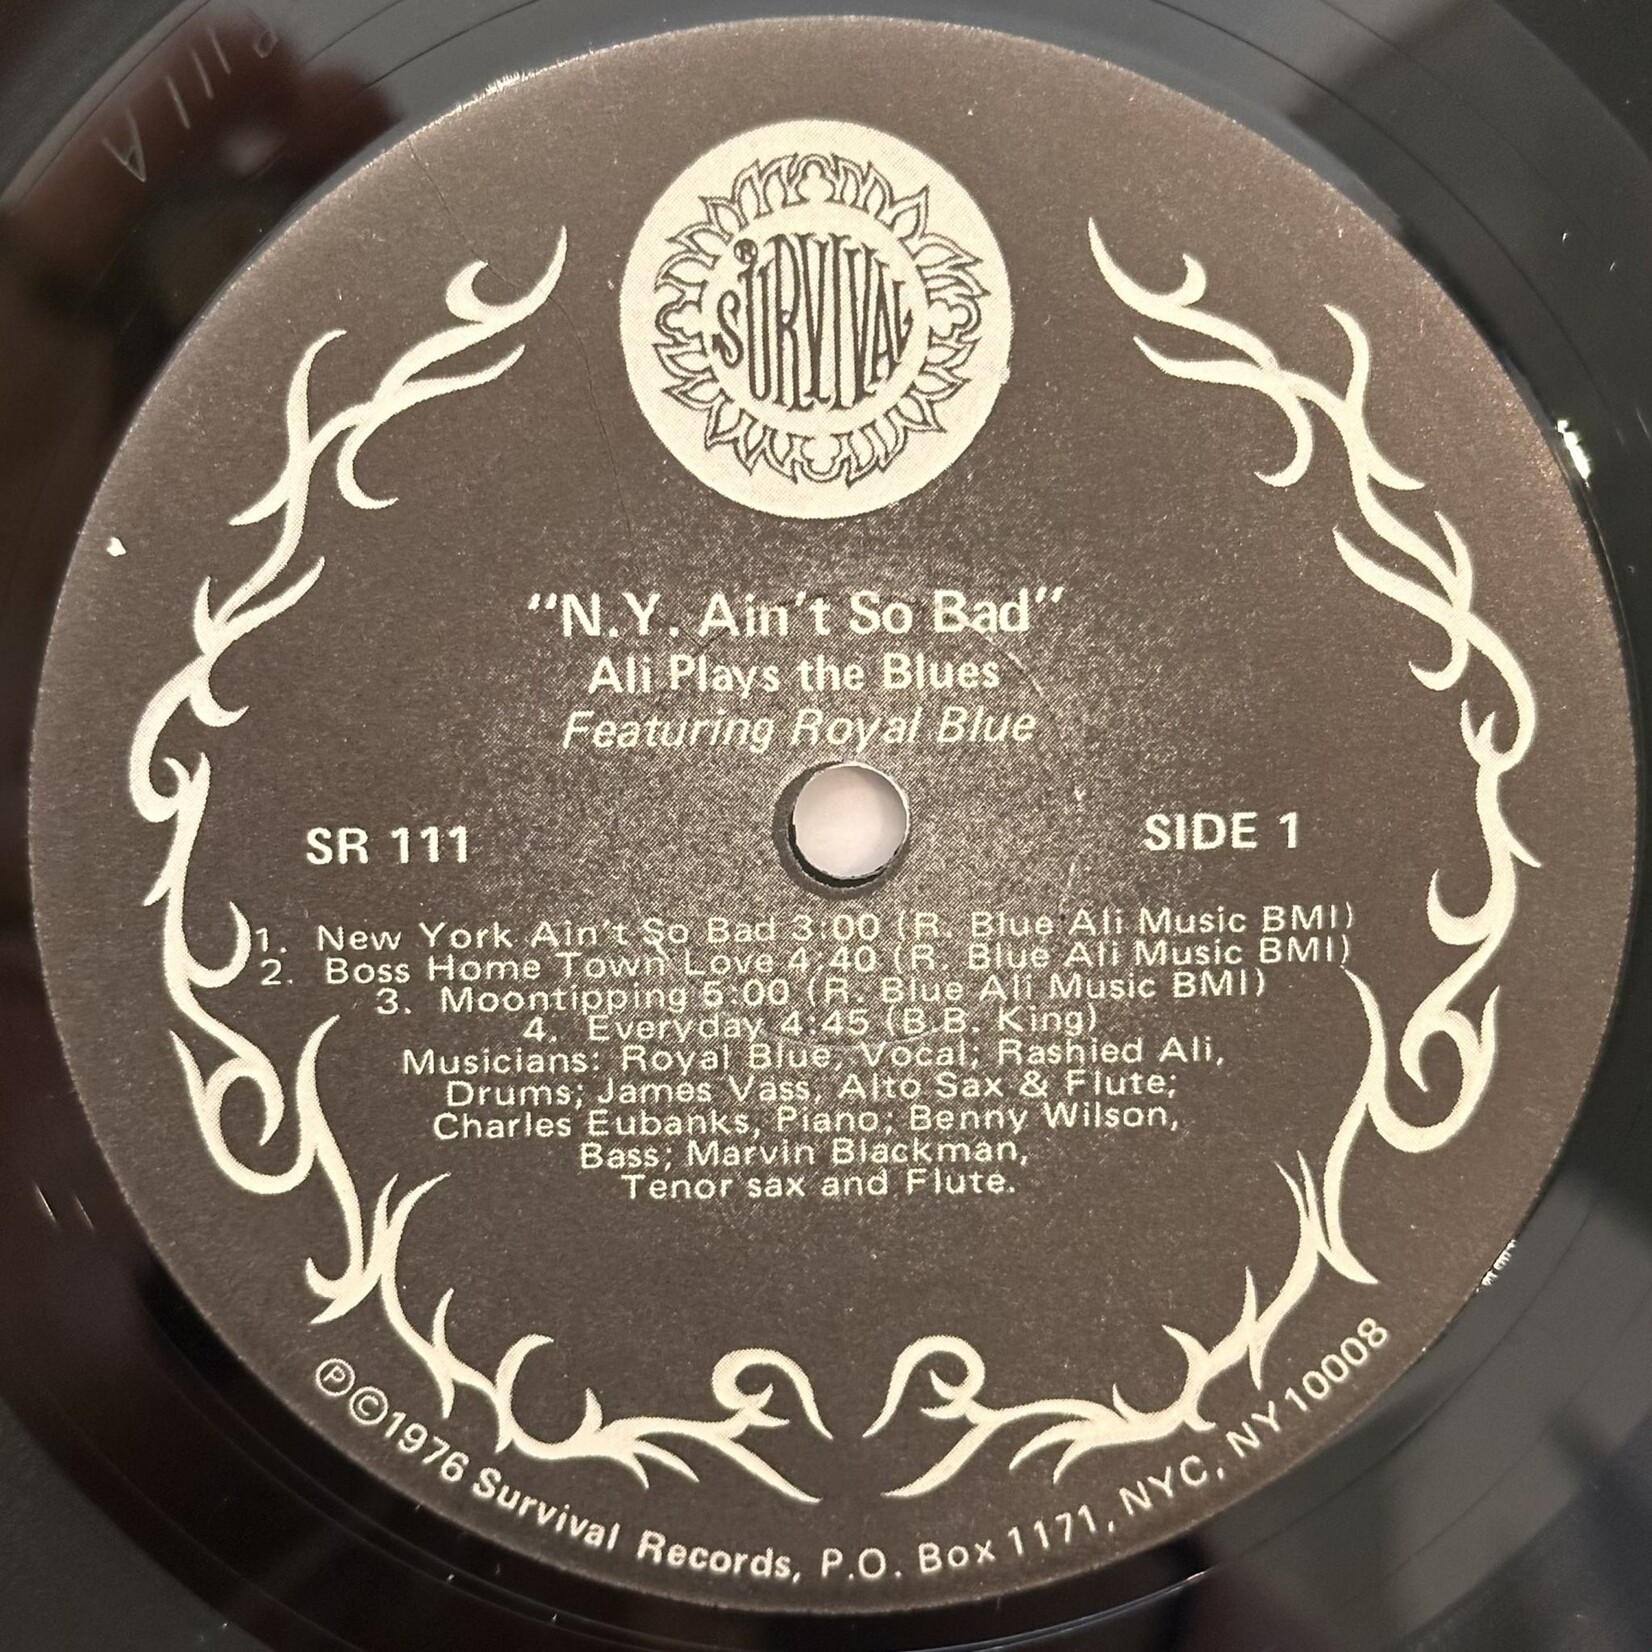 ® SURVIVAL
"N.Y. Ain't So Bad"
Ali Plays the Blues
Featuring Royal Blue
SR 111
SIDE 1
1. New York Ain't So Bad 3:00 (R. Blue Ali Music BMI)
2. Boss Home Town Love 4:40 (R. Blue Ali Music BMI)
3. Moontipping 5:00 (R. Blue Ali Music BMI)
4. Everyday 4:45 (B.B. King)
Musicians: Royal Blue, Vocal; Rashied Ali,
Drums; James Vass, Alto Sax & Flute;
Charles Eubanks, Piano; Benny Wilson,
Bass; Marvin Blackman,
Tenor sax and Flute.
℗©1976 Survival Records, P.O. Box 1171, NYC, NY 10008